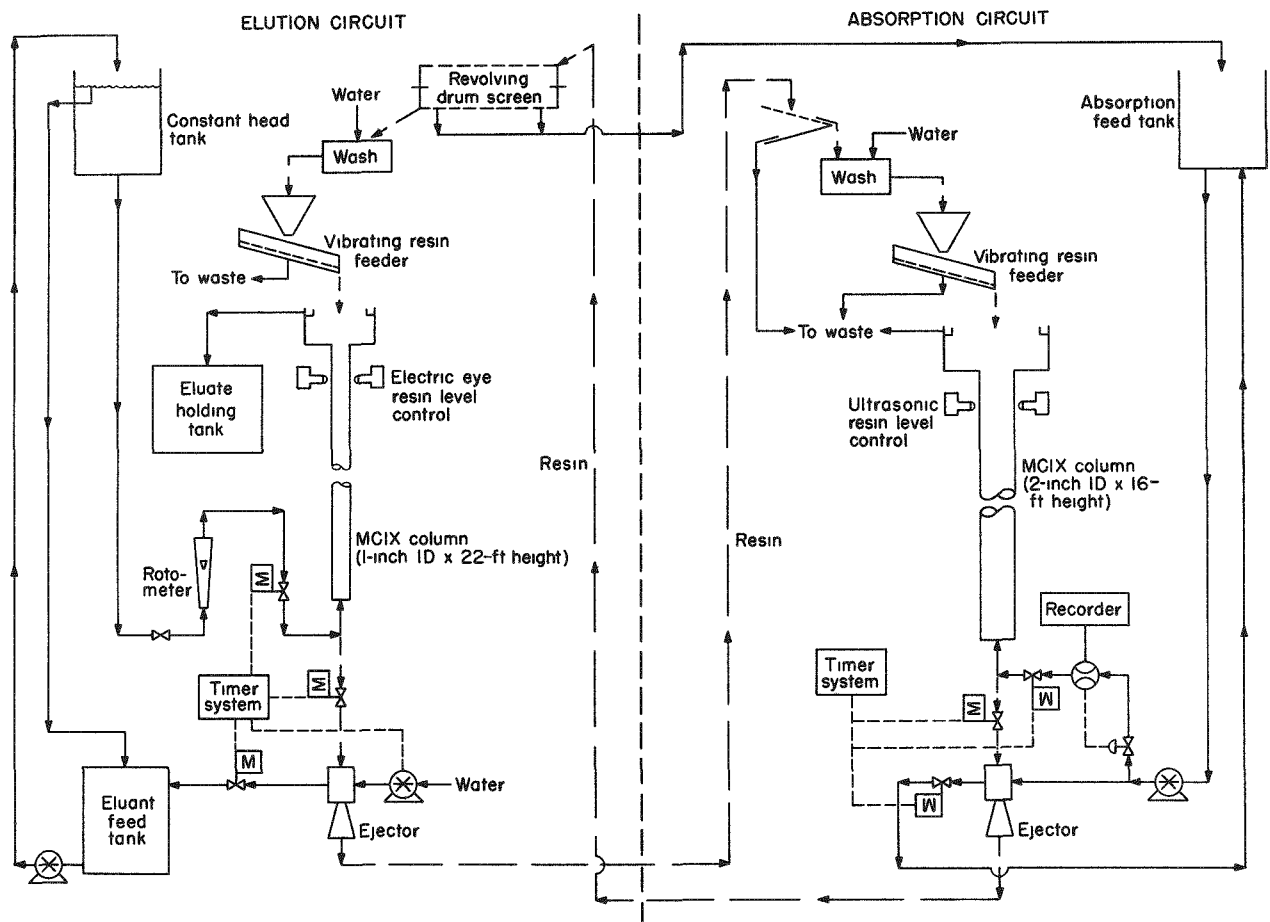 ELUTION CIRCUIT
ABSORPTION CIRCUIT
Constant head
tank
Water
Revolving
drum screen
Wash
Vibrating resin
feeder
To waste
Eluate
holding
tank
Electric eye
resin level
control
Resin
MCIX column
(1-inch ID x 22-ft height)
Roto-
meter
M
Timer
system
M
M
Water
Eluant
feed
tank
Ejector
Absorption
feed tank
Water
Wash
Vibrating resin
feeder
To waste
Ultrasonic
resin level
control
MCIX column
(2-inch ID x 16-
ft height)
Resin
Recorder
Timer
system
M
M
M
Ejector